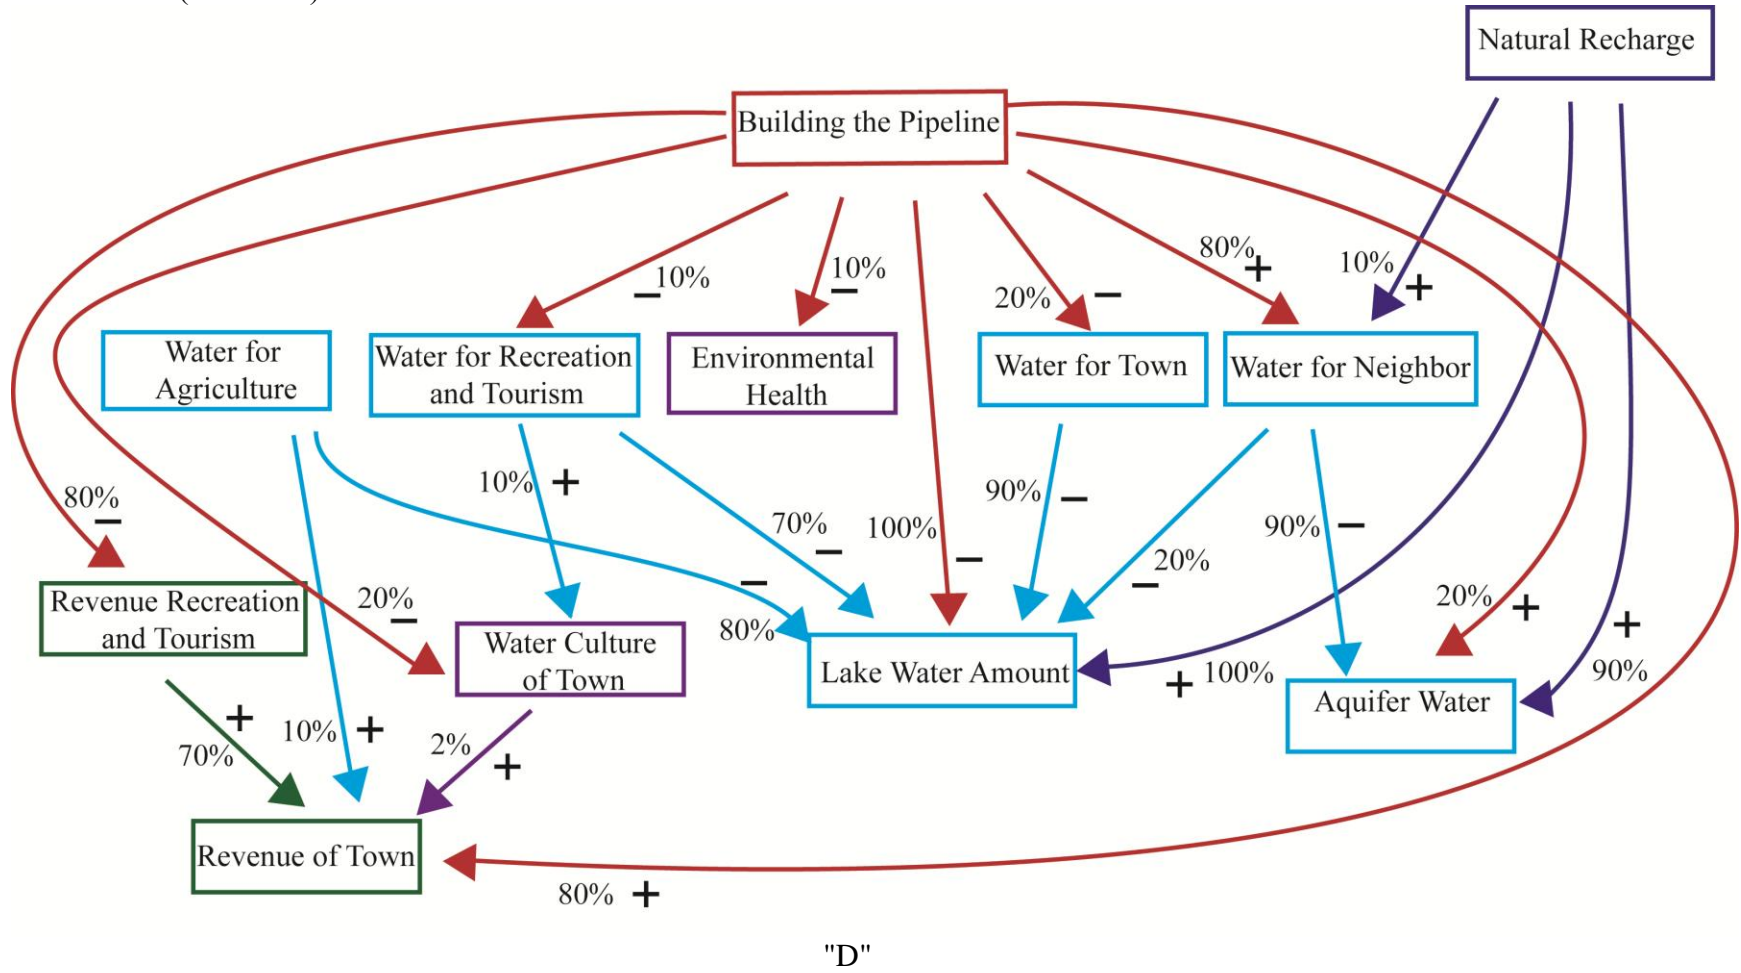 Natural Recharge
Building the Pipeline
80%
+
10%
+
10%
−
10%
−
20%
−
Water for
Agriculture
Water for Recreation
and Tourism
Environmental
Health
Water for Town
Water for Neighbor
80%
−
10%
+
70%
−
100%
−
90%
−
20%
−
90%
−
20%
−
−
80%
20%
+
+
90%
Revenue Recreation
and Tourism
Water Culture
of Town
Lake Water Amount
+
100%
Aquifer Water
+
70%
10%
+
2%
+
Revenue of Town
80%
+
"D"